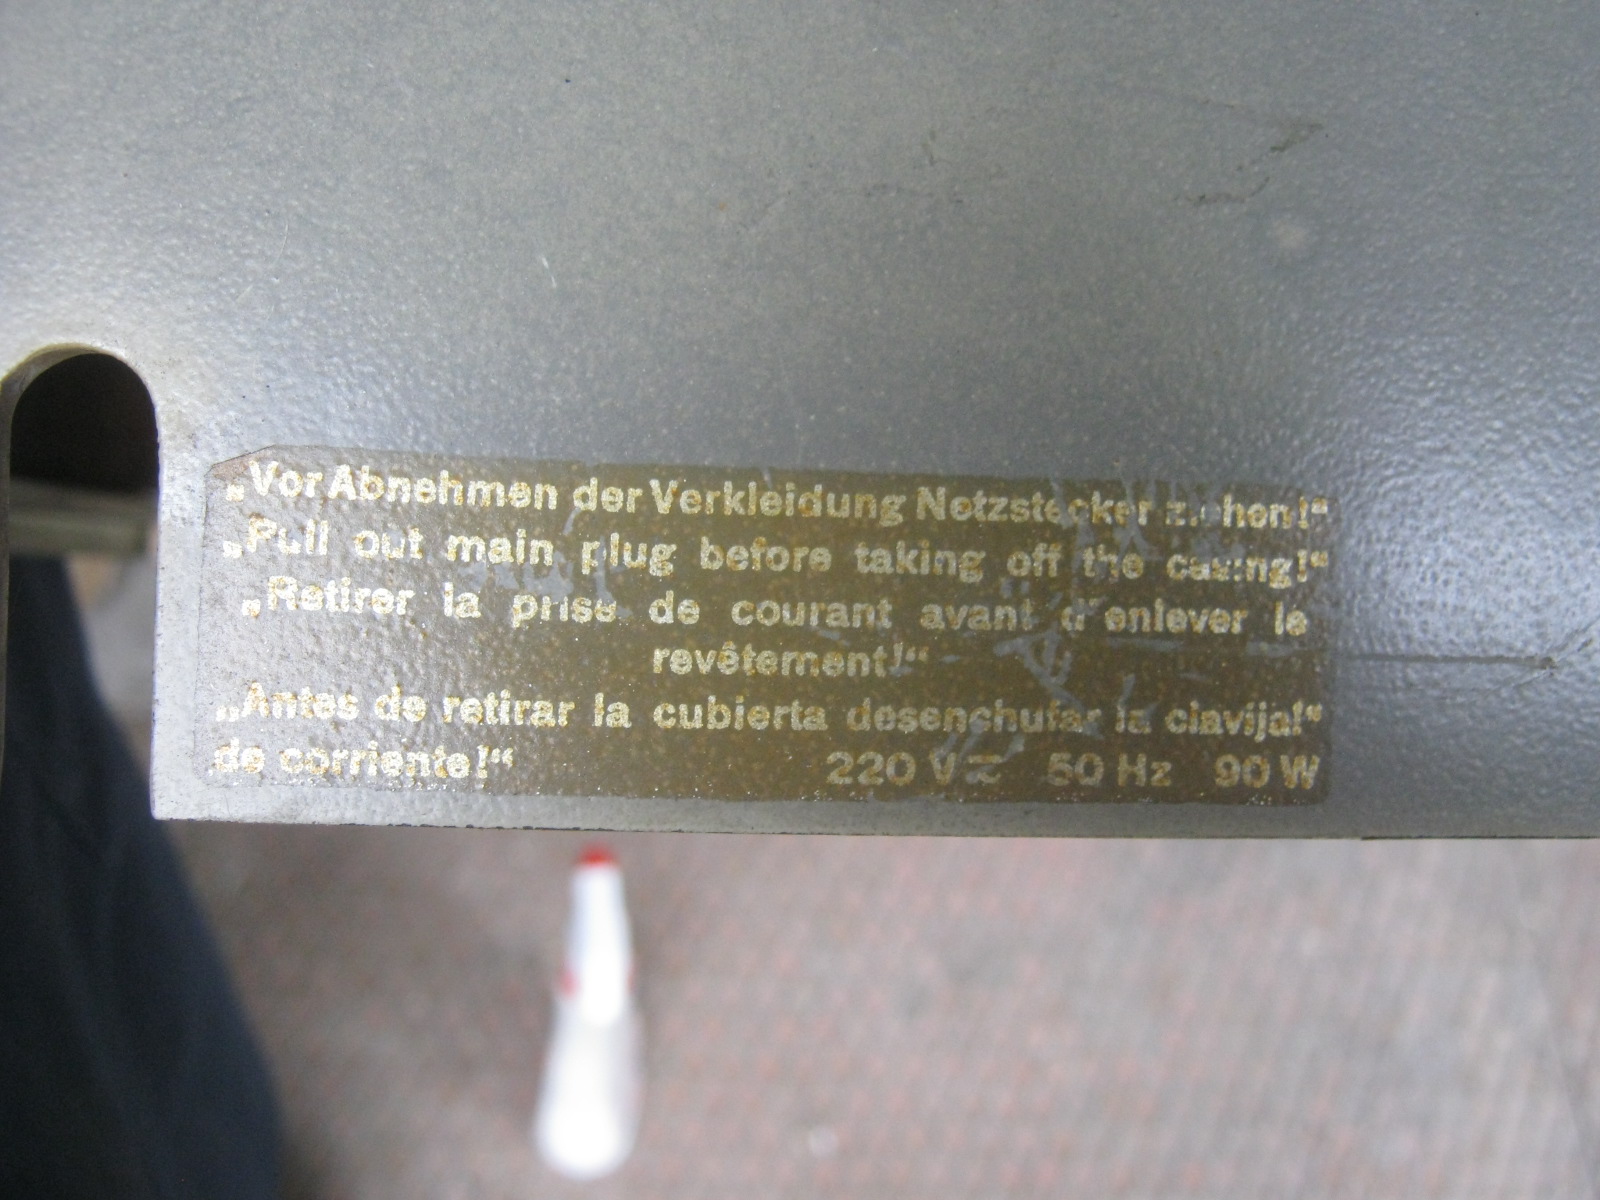 „Vor Abnehmen der Verkleidung Netzstecker ziehen!“
„Pull out main plug before taking off the casing!“
„Retirer la prise de courant avant d'enlever le
revêtement!“
„Antes de retirar la cubierta desenchufar la clavija!“
de corriente!“ 220 V≂ 50 Hz 90 W